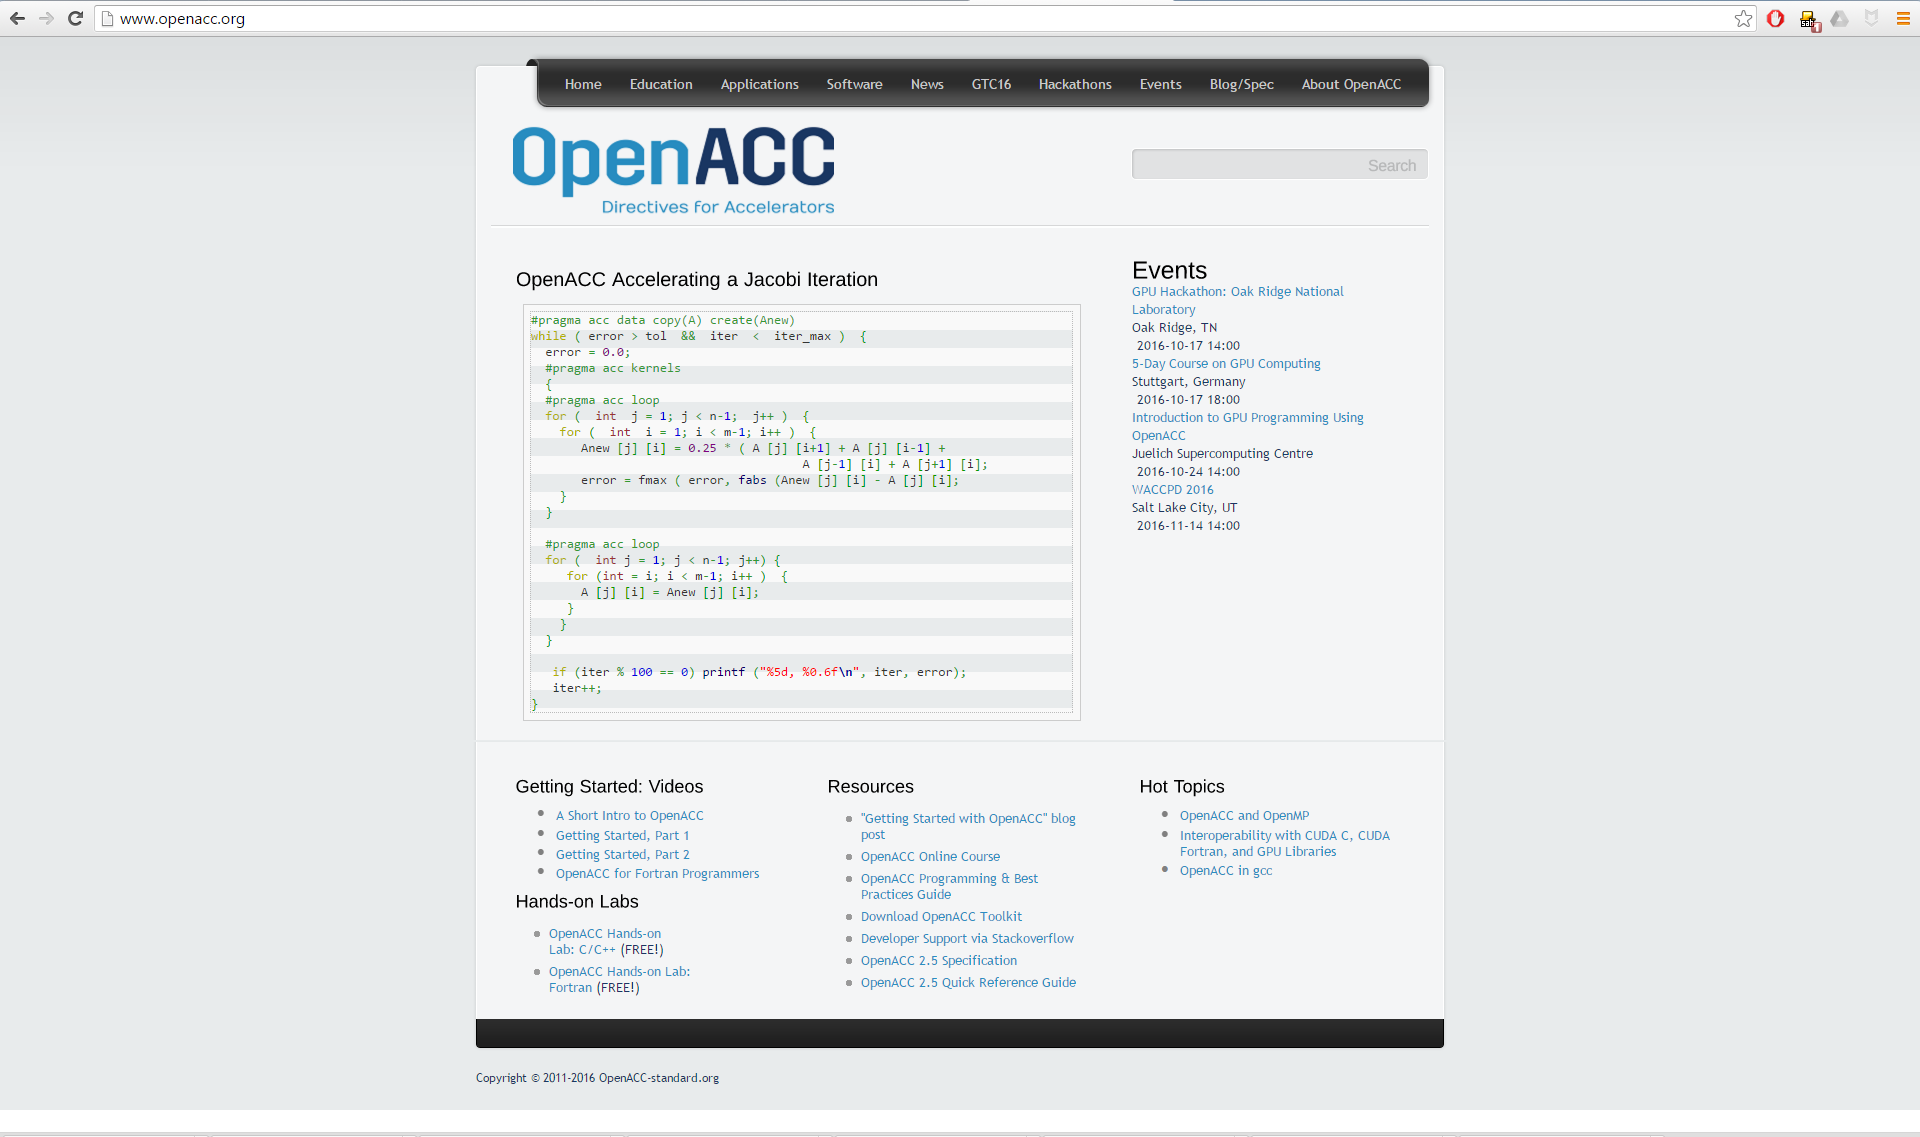 www.openacc.org
Home Education Applications Software News GTC16 Hackathons Events Blog/Spec About OpenACC
OpenACC
Directives for Accelerators
Search
OpenACC Accelerating a Jacobi Iteration
#pragma acc data copy(A) create(Anew)
while ( error > tol  &&  iter  <  iter_max )  {
  error = 0.0;
  #pragma acc kernels
  {
  #pragma acc loop
  for (  int  j = 1; j < n-1;  j++ )  {
    for (  int  i = 1; i < m-1; i++ )  {
       Anew [j] [i] = 0.25 * ( A [j] [i+1] + A [j] [i-1] +
                                      A [j-1] [i] + A [j+1] [i];
       error = fmax ( error, fabs (Anew [j] [i] - A [j] [i];
    }
  }
  #pragma acc loop
  for (  int j = 1; j < n-1; j++) {
     for (int = i; i < m-1; i++ )  {
       A [j] [i] = Anew [j] [i];
     }
    }
  }
   if (iter % 100 == 0) printf ("%5d, %0.6f\n", iter, error);
   iter++;
}
Events
GPU Hackathon: Oak Ridge National
Laboratory
Oak Ridge, TN
2016-10-17 14:00
5-Day Course on GPU Computing
Stuttgart, Germany
2016-10-17 18:00
Introduction to GPU Programming Using
OpenACC
Juelich Supercomputing Centre
2016-10-24 14:00
WACCPD 2016
Salt Lake City, UT
2016-11-14 14:00
Getting Started: Videos
A Short Intro to OpenACC
Getting Started, Part 1
Getting Started, Part 2
OpenACC for Fortran Programmers
Hands-on Labs
OpenACC Hands-on
Lab: C/C++ (FREE!)
OpenACC Hands-on Lab:
Fortran (FREE!)
Resources
"Getting Started with OpenACC" blog
post
OpenACC Online Course
OpenACC Programming & Best
Practices Guide
Download OpenACC Toolkit
Developer Support via Stackoverflow
OpenACC 2.5 Specification
OpenACC 2.5 Quick Reference Guide
Hot Topics
OpenACC and OpenMP
Interoperability with CUDA C, CUDA
Fortran, and GPU Libraries
OpenACC in gcc
Copyright © 2011-2016 OpenACC-standard.org